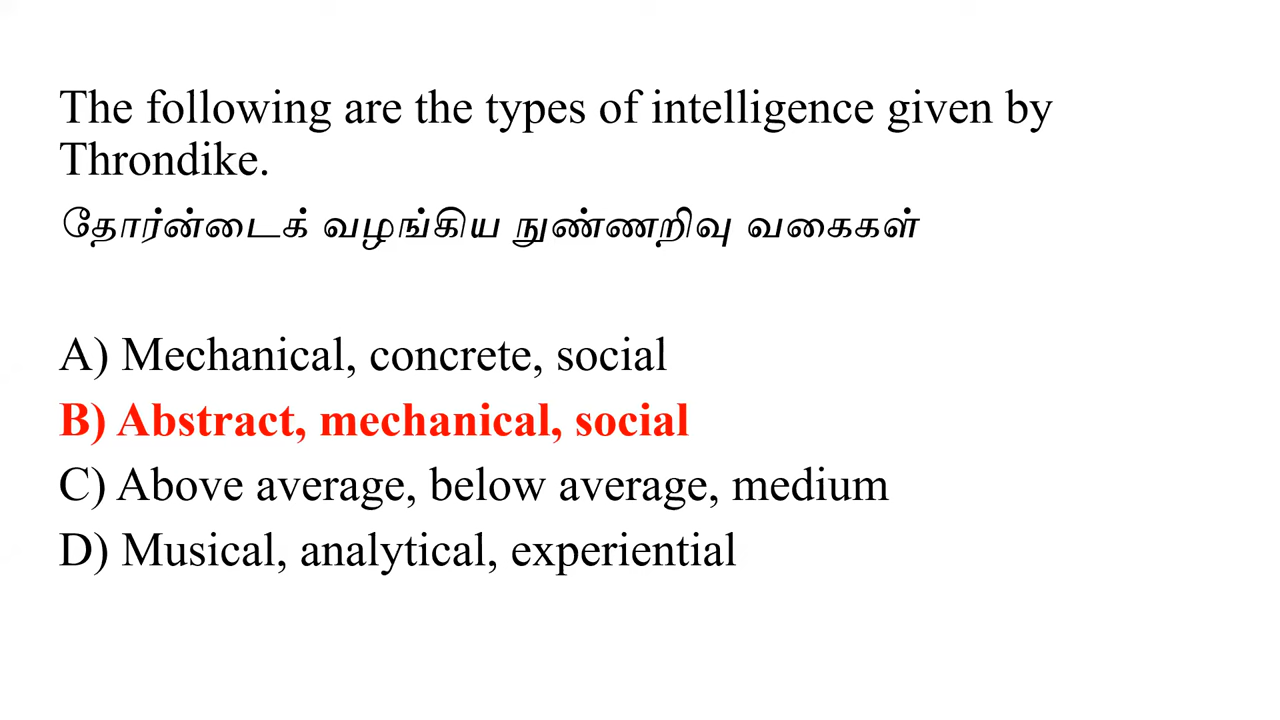 The following are the types of intelligence given by
Throndike.
தோர்ன்டைக் வழங்கிய நுண்ணறிவு வகைகள்
A) Mechanical, concrete, social
B) Abstract, mechanical, social
C) Above average, below average, medium
D) Musical, analytical, experiential